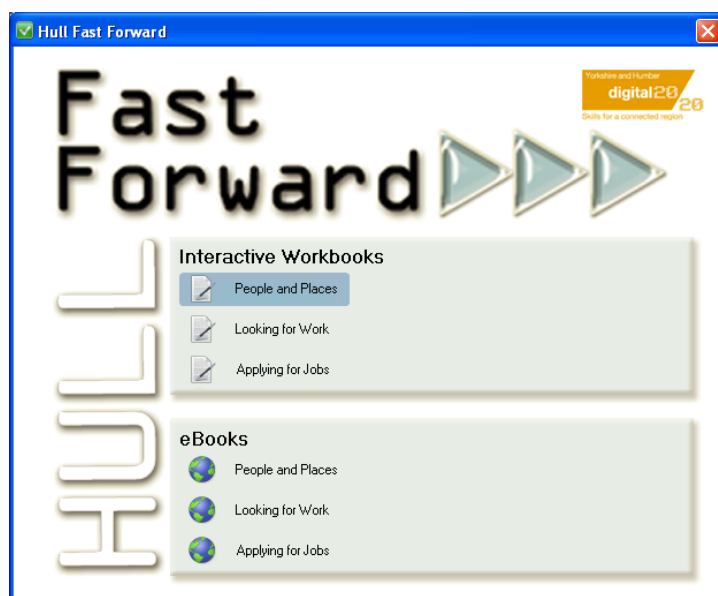 Hull Fast Forward
Fast
Forward
Yorkshire and Humber
digital2020
Skills for a connected region
HULL
Interactive Workbooks
People and Places
Looking for Work
Applying for Jobs
eBooks
People and Places
Looking for Work
Applying for Jobs